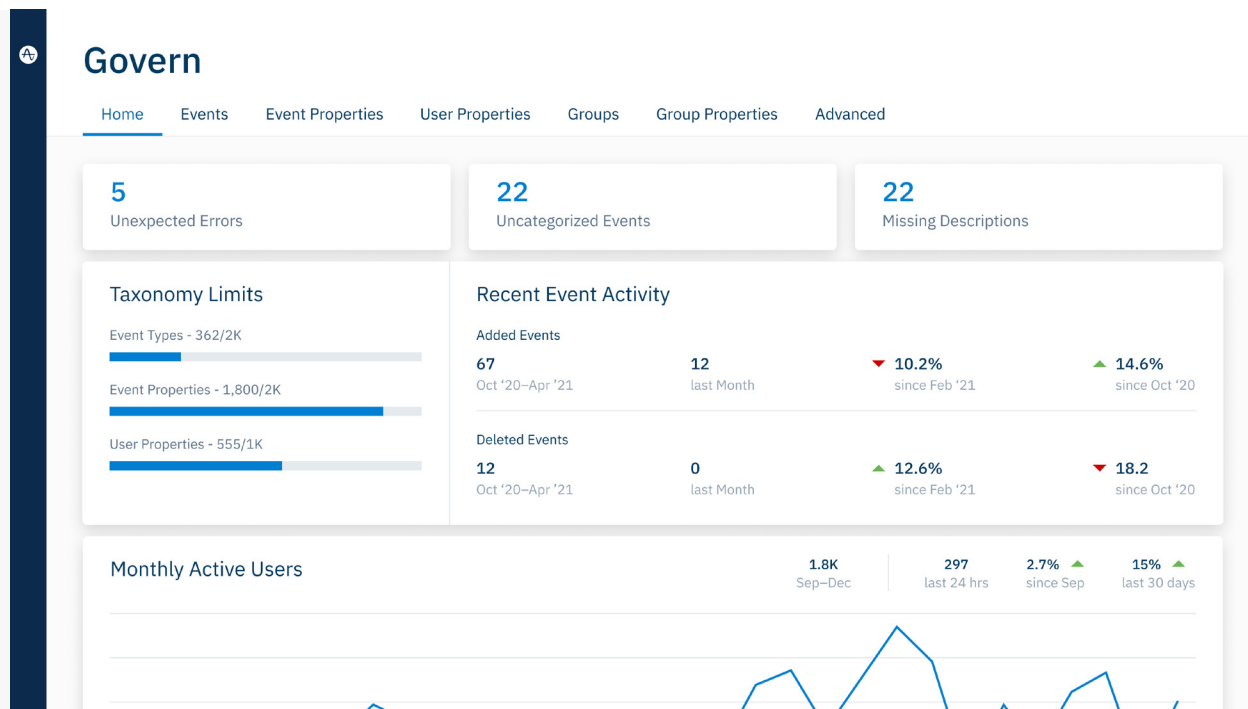 Govern
Home Events Event Properties User Properties Groups Group Properties Advanced
5
Unexpected Errors
22
Uncategorized Events
22
Missing Descriptions
Taxonomy Limits
Event Types - 362/2K
Event Properties - 1,800/2K
User Properties - 555/1K
Recent Event Activity
Added Events
67 12 10.2% 14.6%
Oct ‘20–Apr ’21 last Month since Feb ‘21 since Oct ‘20
Deleted Events
12 0 12.6% 18.2
Oct ‘20–Apr ’21 last Month since Feb ‘21 since Oct ‘20
Monthly Active Users
1.8K 297 2.7% 15%
Sep–Dec last 24 hrs since Sep last 30 days